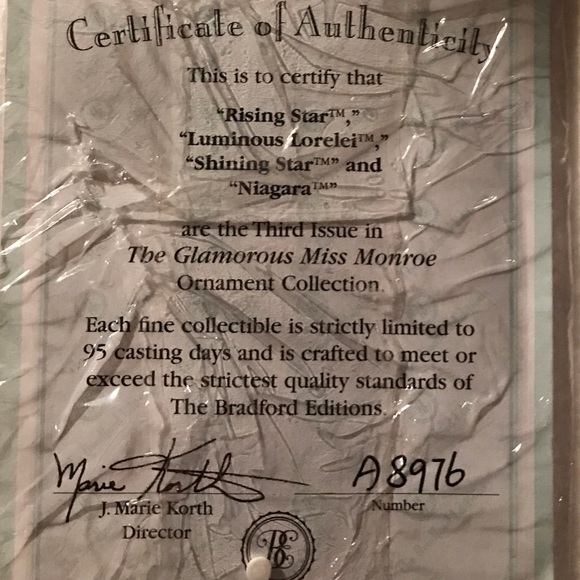 Certificate of Authenticity
This is to certify that
“Rising Star™,”
“Luminous Lorelei™,”
“Shining Star™” and
“Niagara™”
are the Third Issue in
The Glamorous Miss Monroe
Ornament Collection.
Each fine collectible is strictly limited to
95 casting days and is crafted to meet or
exceed the strictest quality standards of
The Bradford Editions.
Marie Korth
A8976
J. Marie Korth
Number
Director
BE